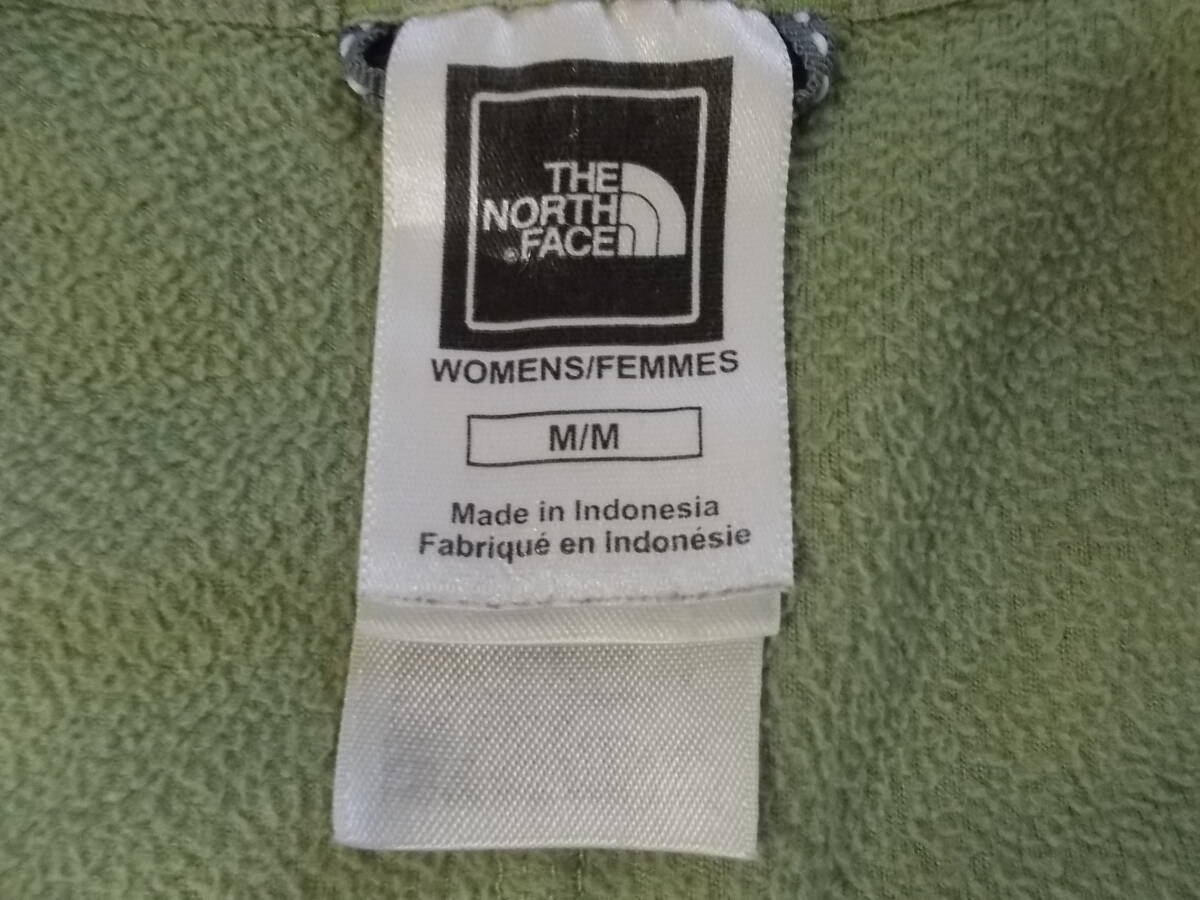 THE
NORTH
®FACE
WOMENS/FEMMES
M/M
Made in Indonesia
Fabriqué en Indonésie